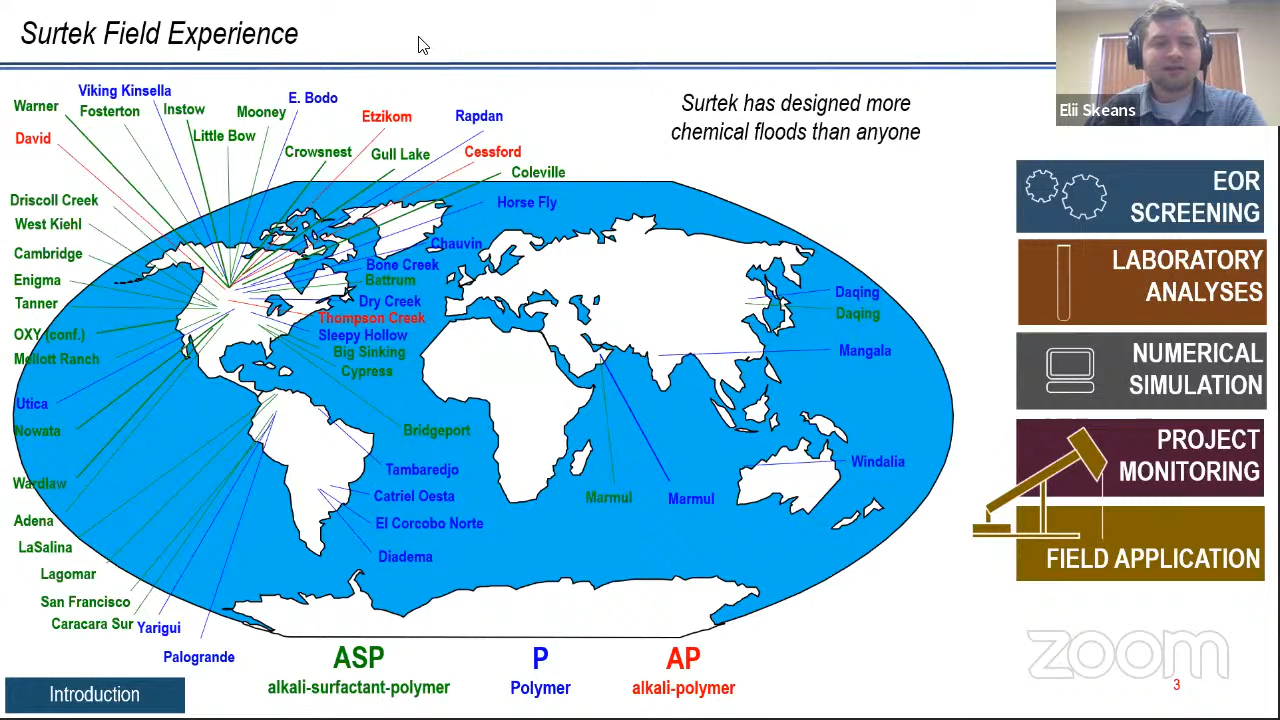 Surtek Field Experience
Elii Skeans
Surtek has designed more
chemical floods than anyone
Warner
Viking Kinsella
Fosterton
Instow
Mooney
E. Bodo
Etzikom
Rapdan
David
Little Bow
Crowsnest
Gull Lake
Cessford
Coleville
Driscoll Creek
West Kiehl
Cambridge
Enigma
Tanner
OXY (conf.)
Mellott Ranch
Utica
Nowata
Wardlaw
Adena
LaSalina
Lagomar
San Francisco
Caracara Sur
Yarigui
Palogrande
Horse Fly
Chauvin
Bone Creek
Battrum
Dry Creek
Thompson Creek
Sleepy Hollow
Big Sinking
Cypress
Bridgeport
Tambaredjo
Catriel Oesta
El Corcobo Norte
Diadema
Daqing
Daqing
Mangala
Windalia
Marmul
Marmul
ASP
alkali-surfactant-polymer
P
Polymer
AP
alkali-polymer
EOR
SCREENING
LABORATORY
ANALYSES
NUMERICAL
SIMULATION
PROJECT
MONITORING
FIELD APPLICATION
zoom
3
Introduction